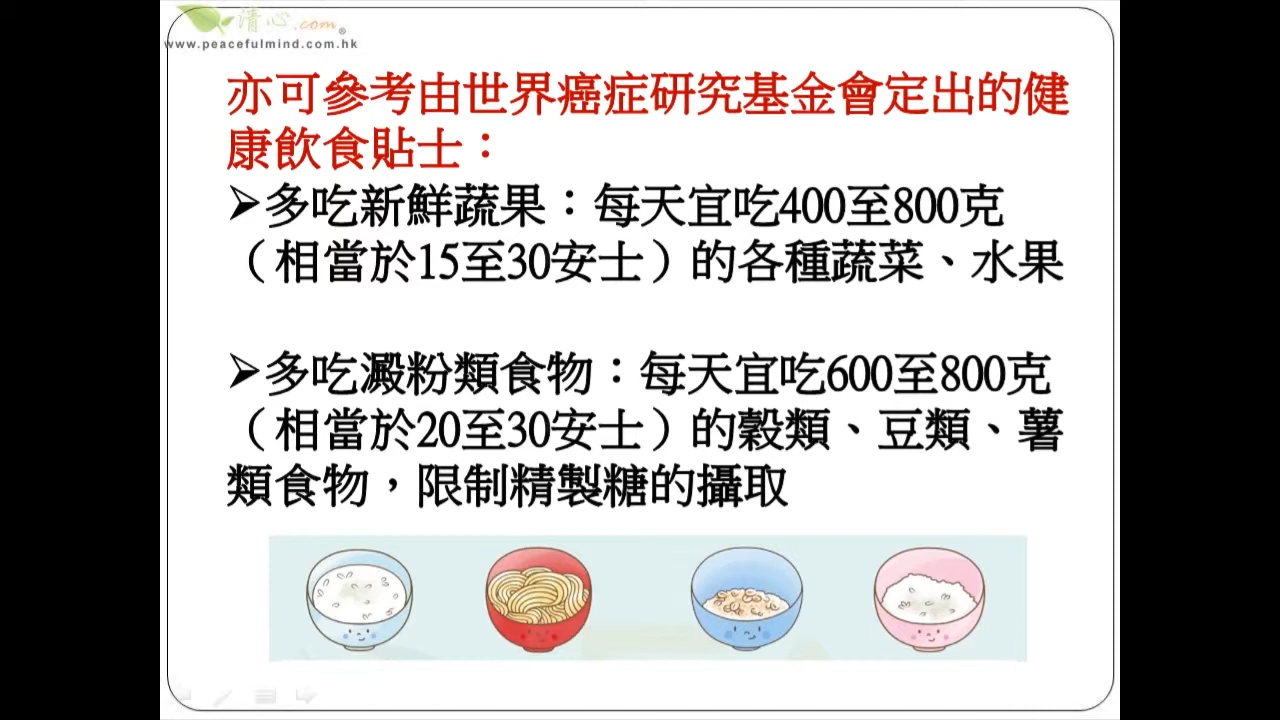 清心.com®
www.peacefulmind.com.hk
亦可參考由世界癌症研究基金會定出的健
康飲食貼士：
➢多吃新鮮蔬果：每天宜吃400至800克
（相當於15至30安士）的各種蔬菜、水果
➢多吃澱粉類食物：每天宜吃600至800克
（相當於20至30安士）的穀類、豆類、薯
類食物，限制精製糖的攝取